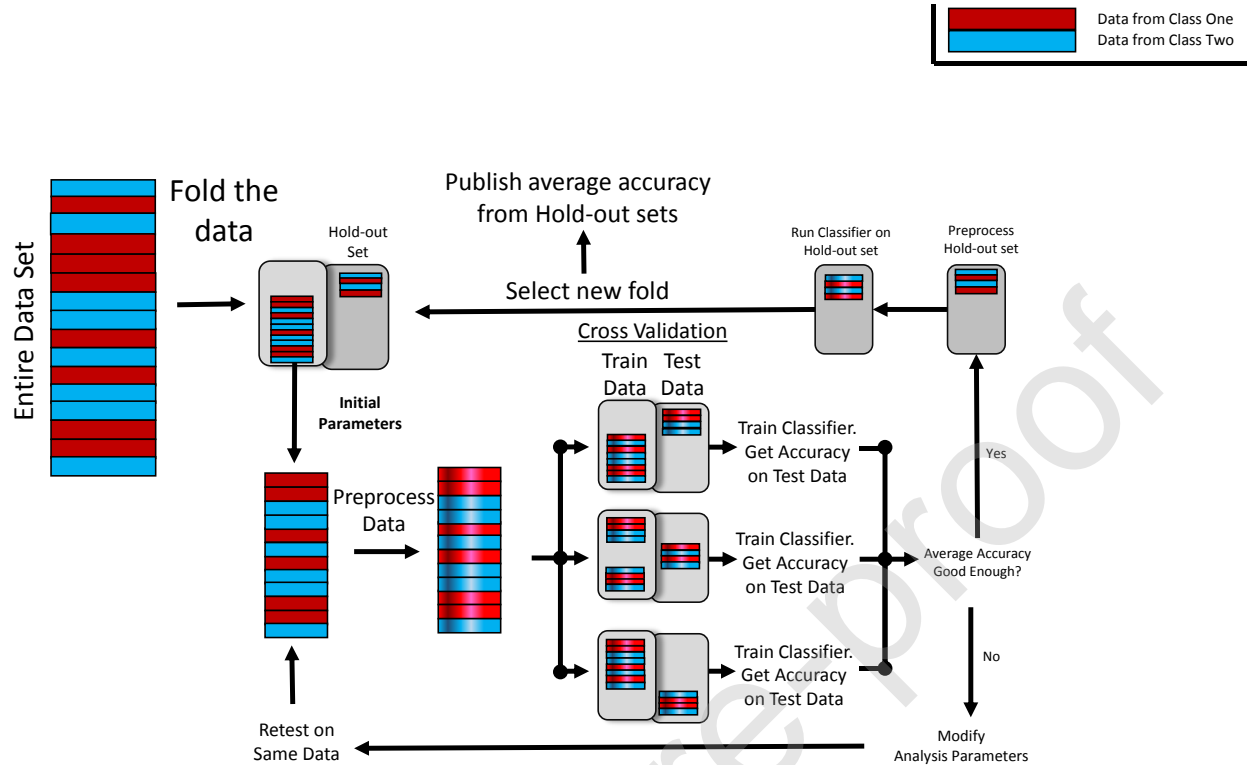 Data from Class One
Data from Class Two
Entire Data Set
Fold the
data
Hold-out
Set
Publish average accuracy
from Hold-out sets
Run Classifier on
Hold-out set
Preprocess
Hold-out set
Select new fold
Cross Validation
Train
Data
Test
Data
Initial
Parameters
Preprocess
Data
Train Classifier.
Get Accuracy
on Test Data
Train Classifier.
Get Accuracy
on Test Data
Train Classifier.
Get Accuracy
on Test Data
Yes
Average Accuracy
Good Enough?
No
Modify
Analysis Parameters
Retest on
Same Data
re-proof